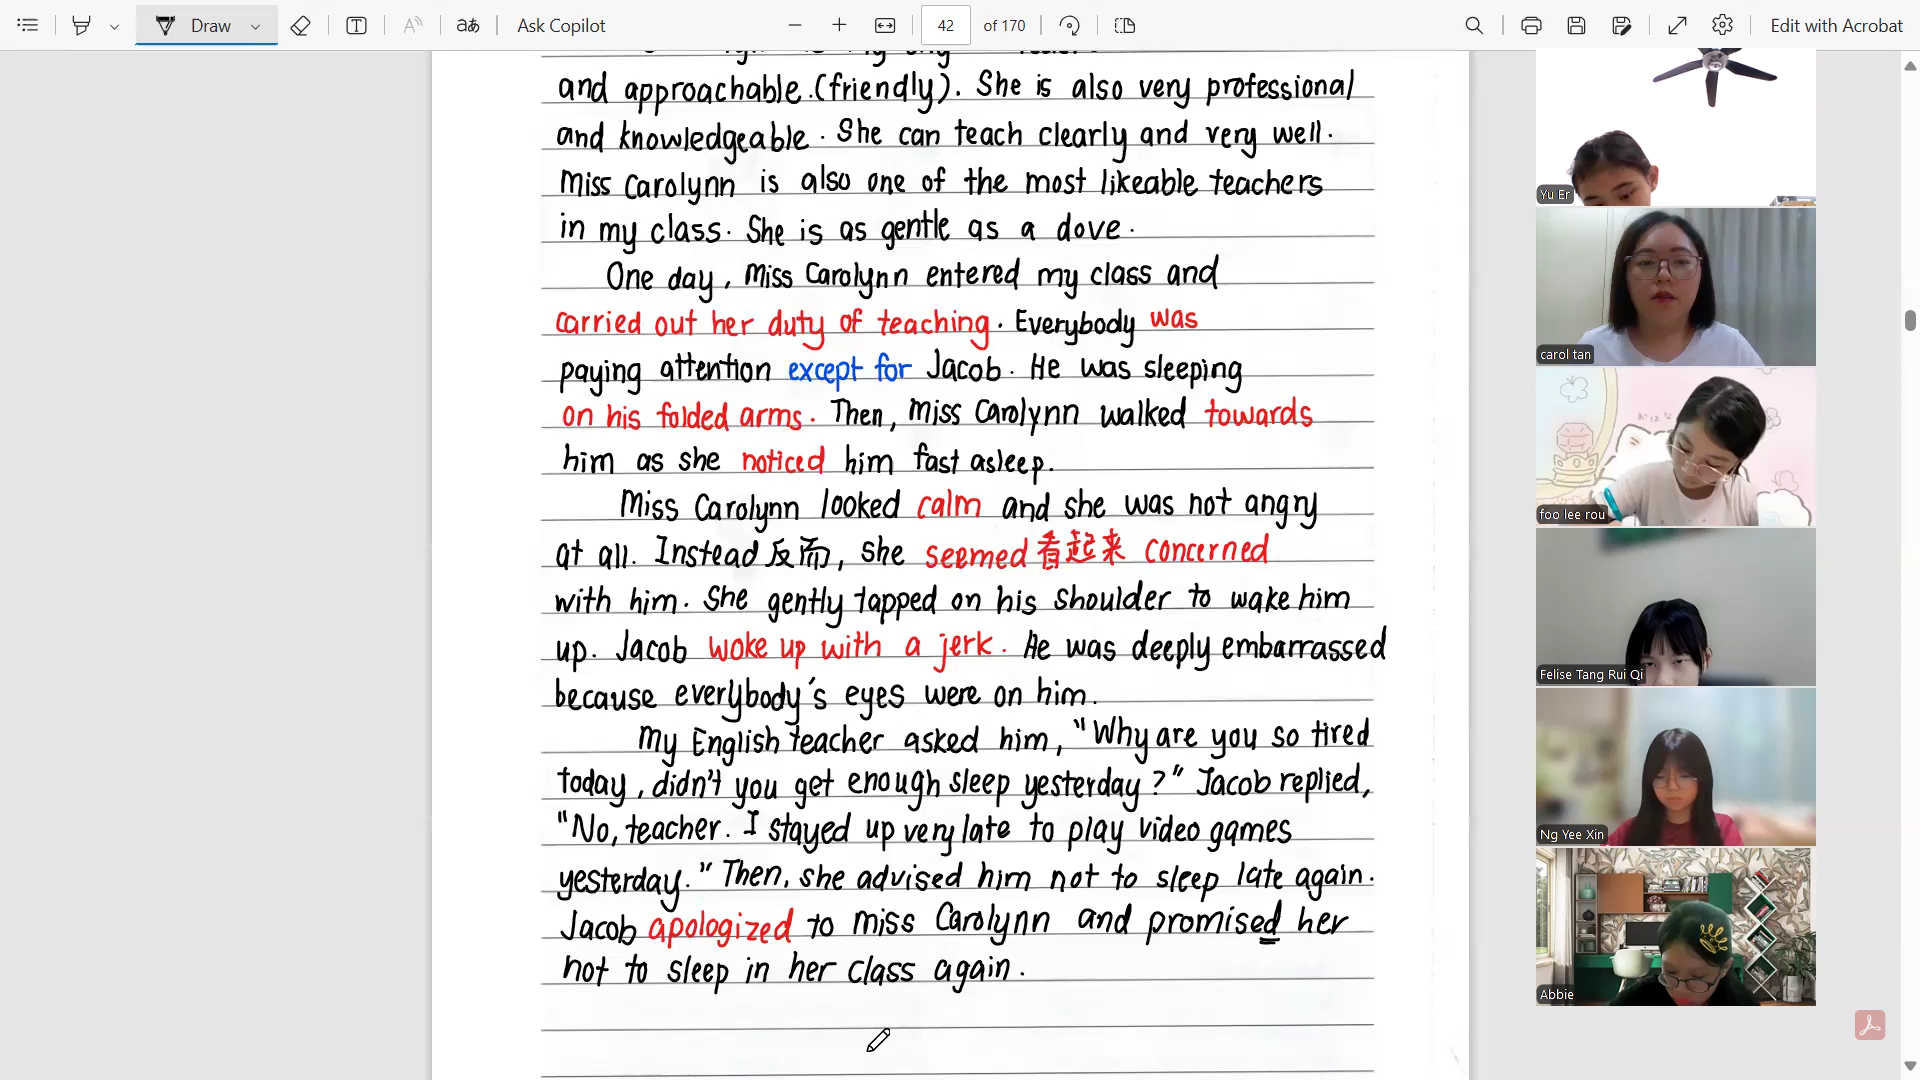 Draw
Ask Copilot
42 of 170
Edit with Acrobat
and approachable.(friendly). She is also very professional
and knowledgeable. She can teach clearly and very well.
Miss Carolynn is also one of the most likeable teachers
in my class. She is as gentle as a dove.
One day, Miss Carolynn entered my class and
carried out her duty of teaching. Everybody was
paying attention except for Jacob. He was sleeping
on his folded arms. Then, Miss Carolynn walked towards
him as she noticed him fast asleep.
Miss Carolynn looked calm and she was not angry
at all. Instead 反而, she seemed 看起来 concerned
with him. She gently tapped on his shoulder to wake him
up. Jacob woke up with a jerk. He was deeply embarrassed
because everybody's eyes were on him.
My English teacher asked him, "Why are you so tired
today, didn't you get enough sleep yesterday?" Jacob replied,
"No, teacher. I stayed up very late to play video games
yesterday." Then, she advised him not to sleep late again.
Jacob apologized to Miss Carolynn and promised her
not to sleep in her class again.
Yu Er
carol tan
foo lee rou
Felise Tang Rui Qi
Ng Yee Xin
Abbie